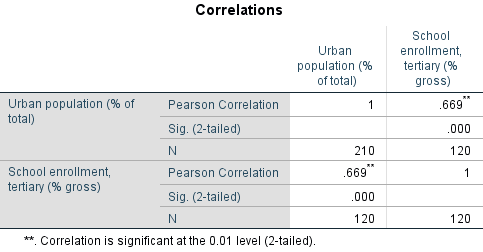 Correlations
Urban
population (%
of total)
School
enrollment,
tertiary (%
gross)
Urban population (% of
total)
Pearson Correlation 1 .669**
Sig. (2-tailed) .000
N 210 120
School enrollment,
tertiary (% gross)
Pearson Correlation .669** 1
Sig. (2-tailed) .000
N 120 120
**. Correlation is significant at the 0.01 level (2-tailed).